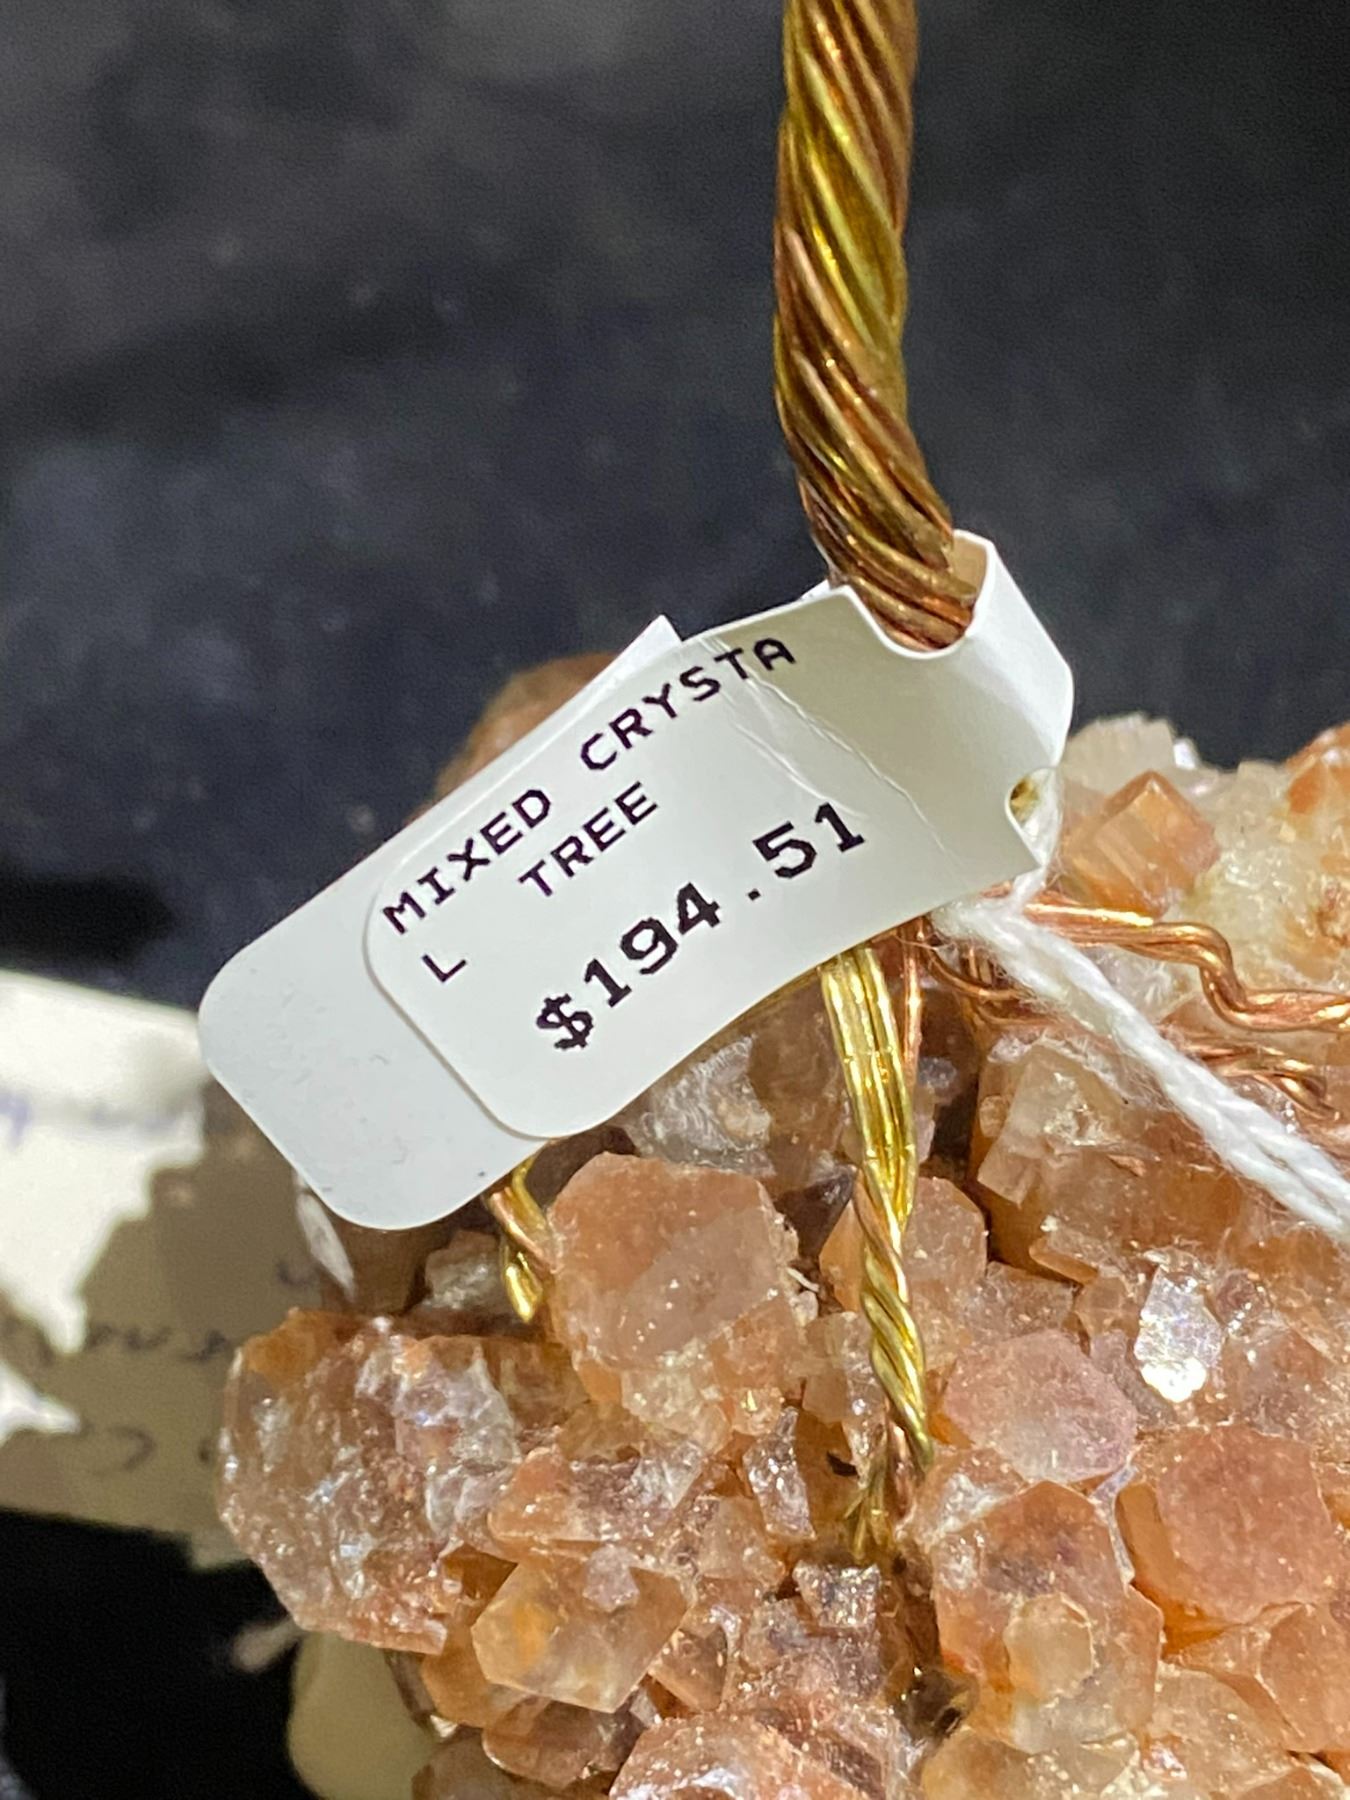 MIXED CRYSTA
L TREE
$194.51